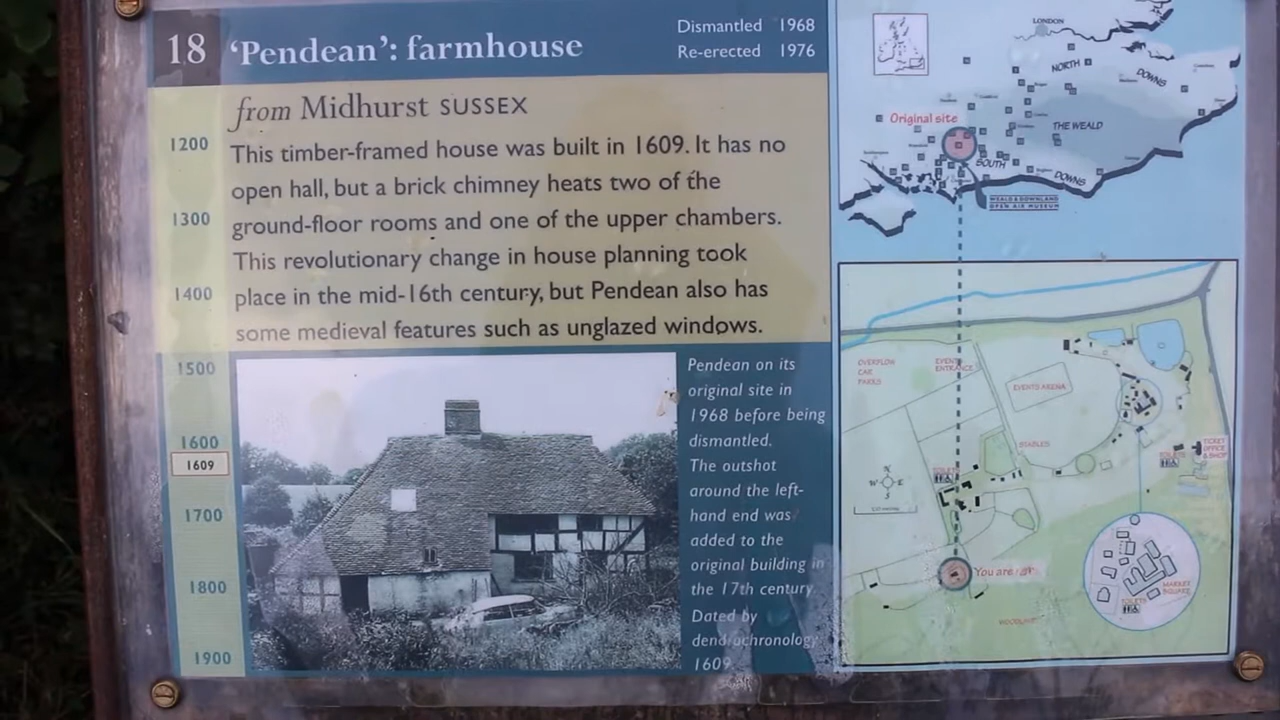 18 'Pendean': farmhouse
Dismantled 1968
Re-erected 1976
from Midhurst SUSSEX
This timber-framed house was built in 1609. It has no
open hall, but a brick chimney heats two of the
ground-floor rooms and one of the upper chambers.
This revolutionary change in house planning took
place in the mid-16th century, but Pendean also has
some medieval features such as unglazed windows.
1200
1300
1400
1500
1600
1609
1700
1800
1900
Pendean on its
original site in
1968 before being
dismantled.
The outshot
around the left-
hand end was
added to the
original building in
the 17th century
Dated by
dendrochronology
1609
LONDON
NORTH
DOWNS
Original site
THE WEALD
SOUTH
DOWNS
WEALD & DOWNLAND
OPEN AIR MUSEUM
OVERFLOW
CAR
PARKS
EVENTS
ENTRANCE
EVENTS ARENA
STABLES
TICKET
OFFICE
& SHOP
TOILETS
TOILETS
N
W E
S
You are
MARKET
SQUARE
TOILETS
WOODLAND